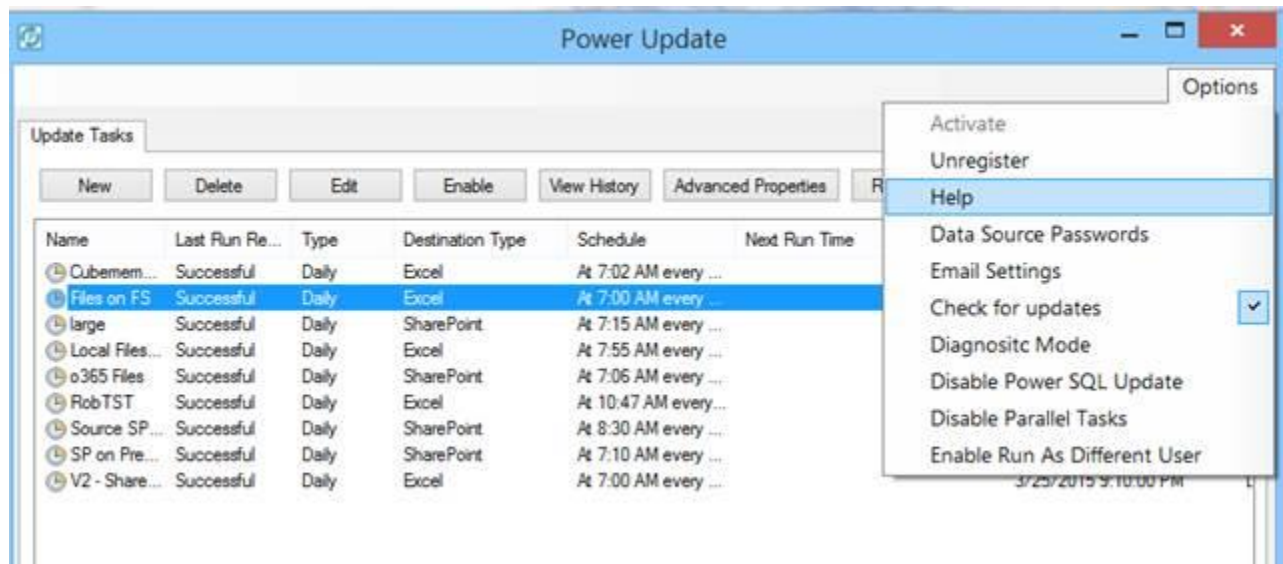 Power Update
Options
Update Tasks
New Delete Edit Enable View History Advanced Properties R
Activate
Unregister
Help
Data Source Passwords
Email Settings
Check for updates
Diagnositc Mode
Disable Power SQL Update
Disable Parallel Tasks
Enable Run As Different User
Name Last Run Re... Type Destination Type Schedule Next Run Time
Cubemem... Successful Daily Excel At 7:02 AM every ...
Files on FS Successful Daily Excel At 7:00 AM every ...
large Successful Daily SharePoint At 7:15 AM every ...
Local Files... Successful Daily Excel At 7:55 AM every ...
o365 Files Successful Daily SharePoint At 7:06 AM every ...
RobTST Successful Daily Excel At 10:47 AM every...
Source SP... Successful Daily SharePoint At 8:30 AM every ...
SP on Pre... Successful Daily SharePoint At 7:10 AM every ...
V2 - Share... Successful Daily Excel At 7:00 AM every ... 3/25/2015 9:10:00 PM